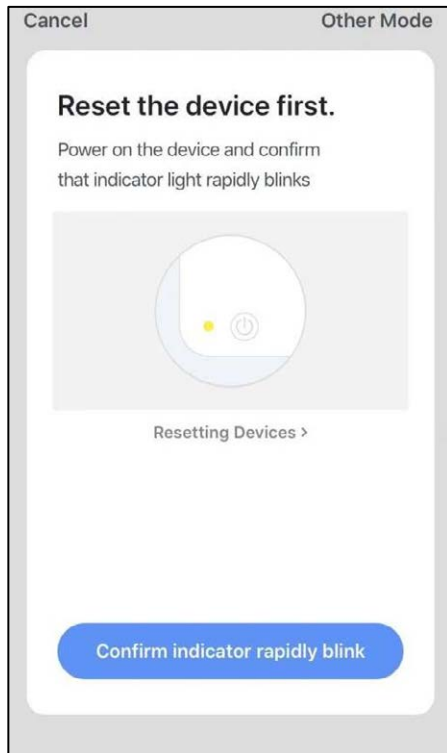 Cancel Other Mode
Reset the device first.
Power on the device and confirm
that indicator light rapidly blinks
Resetting Devices >
Confirm indicator rapidly blink